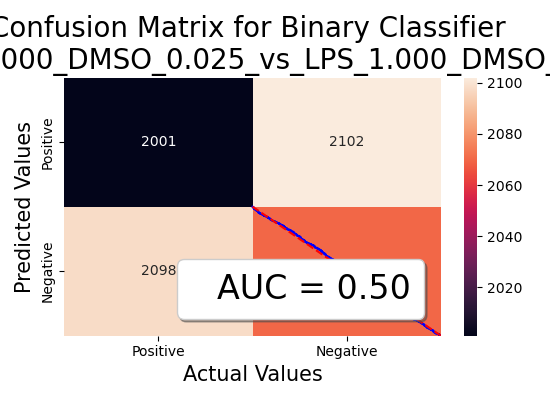 Confusion Matrix for Binary Classifier
000_DMSO_0.025_vs_LPS_1.000_DMSO_
Predicted Values
Positive
Negative
2001
2102
2098
AUC = 0.50
Positive
Negative
Actual Values
2100
2080
2060
2040
2020